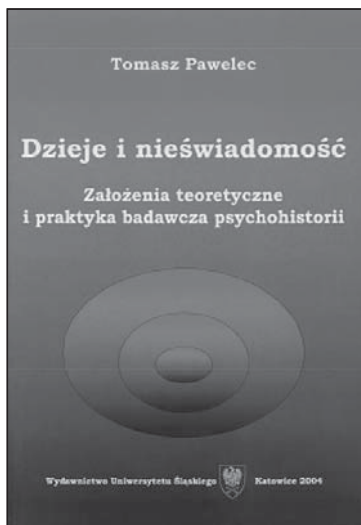 Tomasz Pawelec
Dzieje i nieświadomość
Założenia teoretyczne
i praktyka badawcza psychohistorii
Wydawnictwo Uniwersytetu Śląskiego Katowice 2004